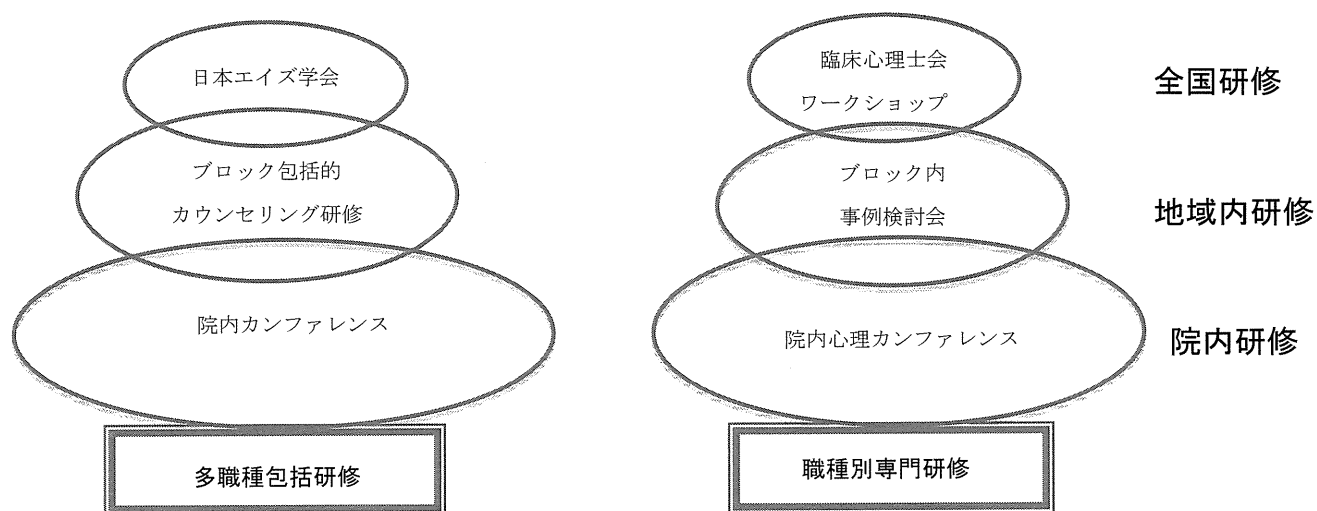 日本エイズ学会
ブロック包括的
カウンセリング研修
院内カンファレンス
多職種包括研修
臨床心理士会
ワークショップ
ブロック内
事例検討会
院内心理カンファレンス
職種別専門研修
全国研修
地域内研修
院内研修